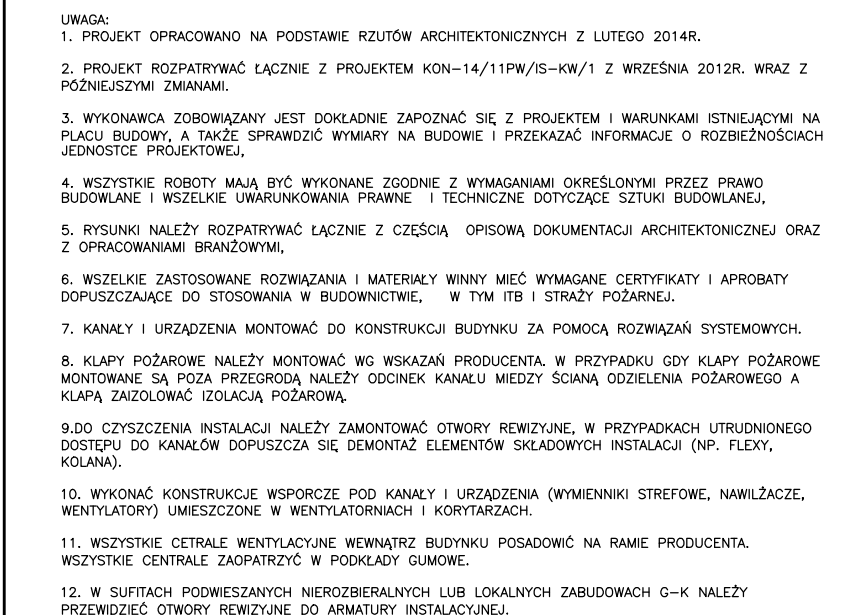 UWAGA:
1. PROJEKT OPRACOWANO NA PODSTAWIE RZUTÓW ARCHITEKTONICZNYCH Z LUTEGO 2014R.
2. PROJEKT ROZPATRYWAĆ ŁĄCZNIE Z PROJEKTEM KON-14/11PW/IS-KW/1 Z WRZEŚNIA 2012R. WRAZ Z
PÓŹNIEJSZYMI ZMIANAMI.
3. WYKONAWCA ZOBOWIĄZANY JEST DOKŁADNIE ZAPOZNAĆ SIĘ Z PROJEKTEM I WARUNKAMI ISTNIEJĄCYMI NA
PLACU BUDOWY, A TAKŻE SPRAWDZIĆ WYMIARY NA BUDOWIE I PRZEKAZAĆ INFORMACJE O ROZBIEŻNOŚCIACH
JEDNOSTCE PROJEKTOWEJ,
4. WSZYSTKIE ROBOTY MAJĄ BYĆ WYKONANE ZGODNIE Z WYMAGANIAMI OKREŚLONYMI PRZEZ PRAWO
BUDOWLANE I WSZELKIE UWARUNKOWANIA PRAWNE I TECHNICZNE DOTYCZĄCE SZTUKI BUDOWLANEJ,
5. RYSUNKI NALEŻY ROZPATRYWAĆ ŁĄCZNIE Z CZĘŚCIĄ OPISOWĄ DOKUMENTACJI ARCHITEKTONICZNEJ ORAZ
Z OPRACOWANIAMI BRANŻOWYMI,
6. WSZELKIE ZASTOSOWANE ROZWIĄZANIA I MATERIAŁY WINNY MIEĆ WYMAGANE CERTYFIKATY I APROBATY
DOPUSZCZAJĄCE DO STOSOWANIA W BUDOWNICTWIE, W TYM ITB I STRAŻY POŻARNEJ.
7. KANAŁY I URZĄDZENIA MONTOWAĆ DO KONSTRUKCJI BUDYNKU ZA POMOCĄ ROZWIĄZAŃ SYSTEMOWYCH.
8. KLAPY POŻAROWE NALEŻY MONTOWAĆ WG WSKAZAŃ PRODUCENTA. W PRZYPADKU GDY KLAPY POŻAROWE
MONTOWANE SĄ POZA PRZEGRODĄ NALEŻY ODCINEK KANAŁU MIEDZY ŚCIANĄ ODZIELENIA POŻAROWEGO A
KLAPĄ ZAIZOLOWAĆ IZOLACJĄ POŻAROWĄ.
9.DO CZYSZCZENIA INSTALACJI NALEŻY ZAMONTOWAĆ OTWORY REWIZYJNE, W PRZYPADKACH UTRUDNIONEGO
DOSTĘPU DO KANAŁÓW DOPUSZCZA SIĘ DEMONTAŻ ELEMENTÓW SKŁADOWYCH INSTALACJI (NP. FLEXY,
KOLANA).
10. WYKONAĆ KONSTRUKCJE WSPORCZE POD KANAŁY I URZĄDZENIA (WYMIENNIKI STREFOWE, NAWILŻACZE,
WENTYLATORY) UMIESZCZONE W WENTYLATORNIACH I KORYTARZACH.
11. WSZYSTKIE CETRALE WENTYLACYJNE WEWNĄTRZ BUDYNKU POSADOWIĆ NA RAMIE PRODUCENTA.
WSZYSTKIE CENTRALE ZAOPATRZYĆ W PODKŁADY GUMOWE.
12. W SUFITACH PODWIESZANYCH NIEROZBIERALNYCH LUB LOKALNYCH ZABUDOWACH G-K NALEŻY
PRZEWIDZIEĆ OTWORY REWIZYJNE DO ARMATURY INSTALACYJNEJ.